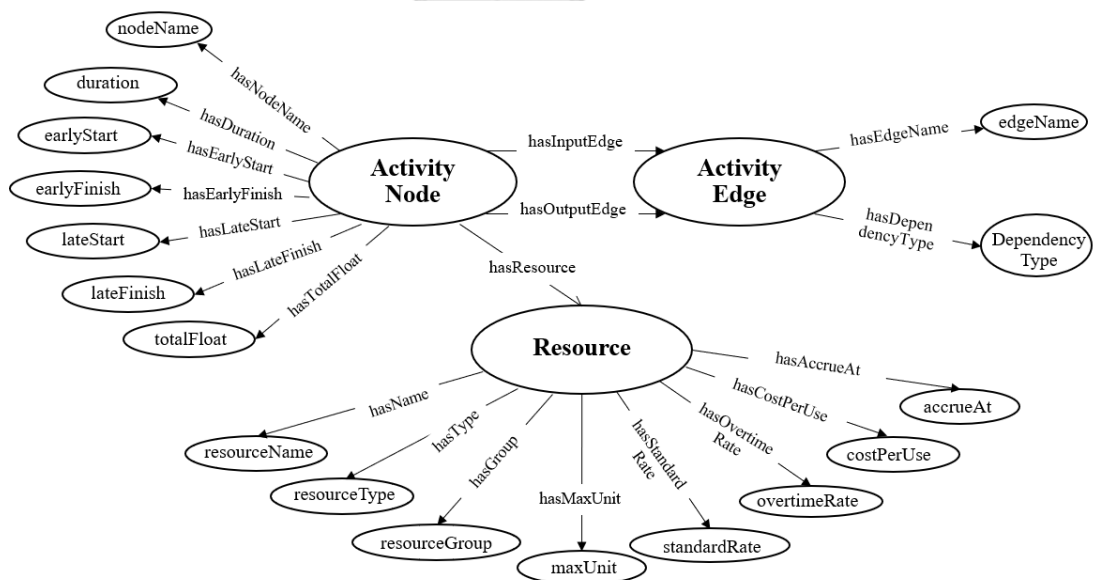 nodeName
hasNodeName
duration
hasDuration
earlyStart
hasEarlyStart
earlyFinish
hasEarlyFinish
lateStart
hasLateStart
lateFinish
hasLateFinish
totalFloat
hasTotalFloat
Activity
Node
hasInputEdge
hasOutputEdge
Activity
Edge
hasEdgeName
edgeName
hasDepen
dencyType
Dependency
Type
hasResource
Resource
hasName
resourceName
hasType
resourceType
hasGroup
resourceGroup
hasMaxUnit
maxUnit
hasStandard
Rate
standardRate
hasOvertime
Rate
overtimeRate
hasCostPerUse
costPerUse
hasAccrueAt
accrueAt